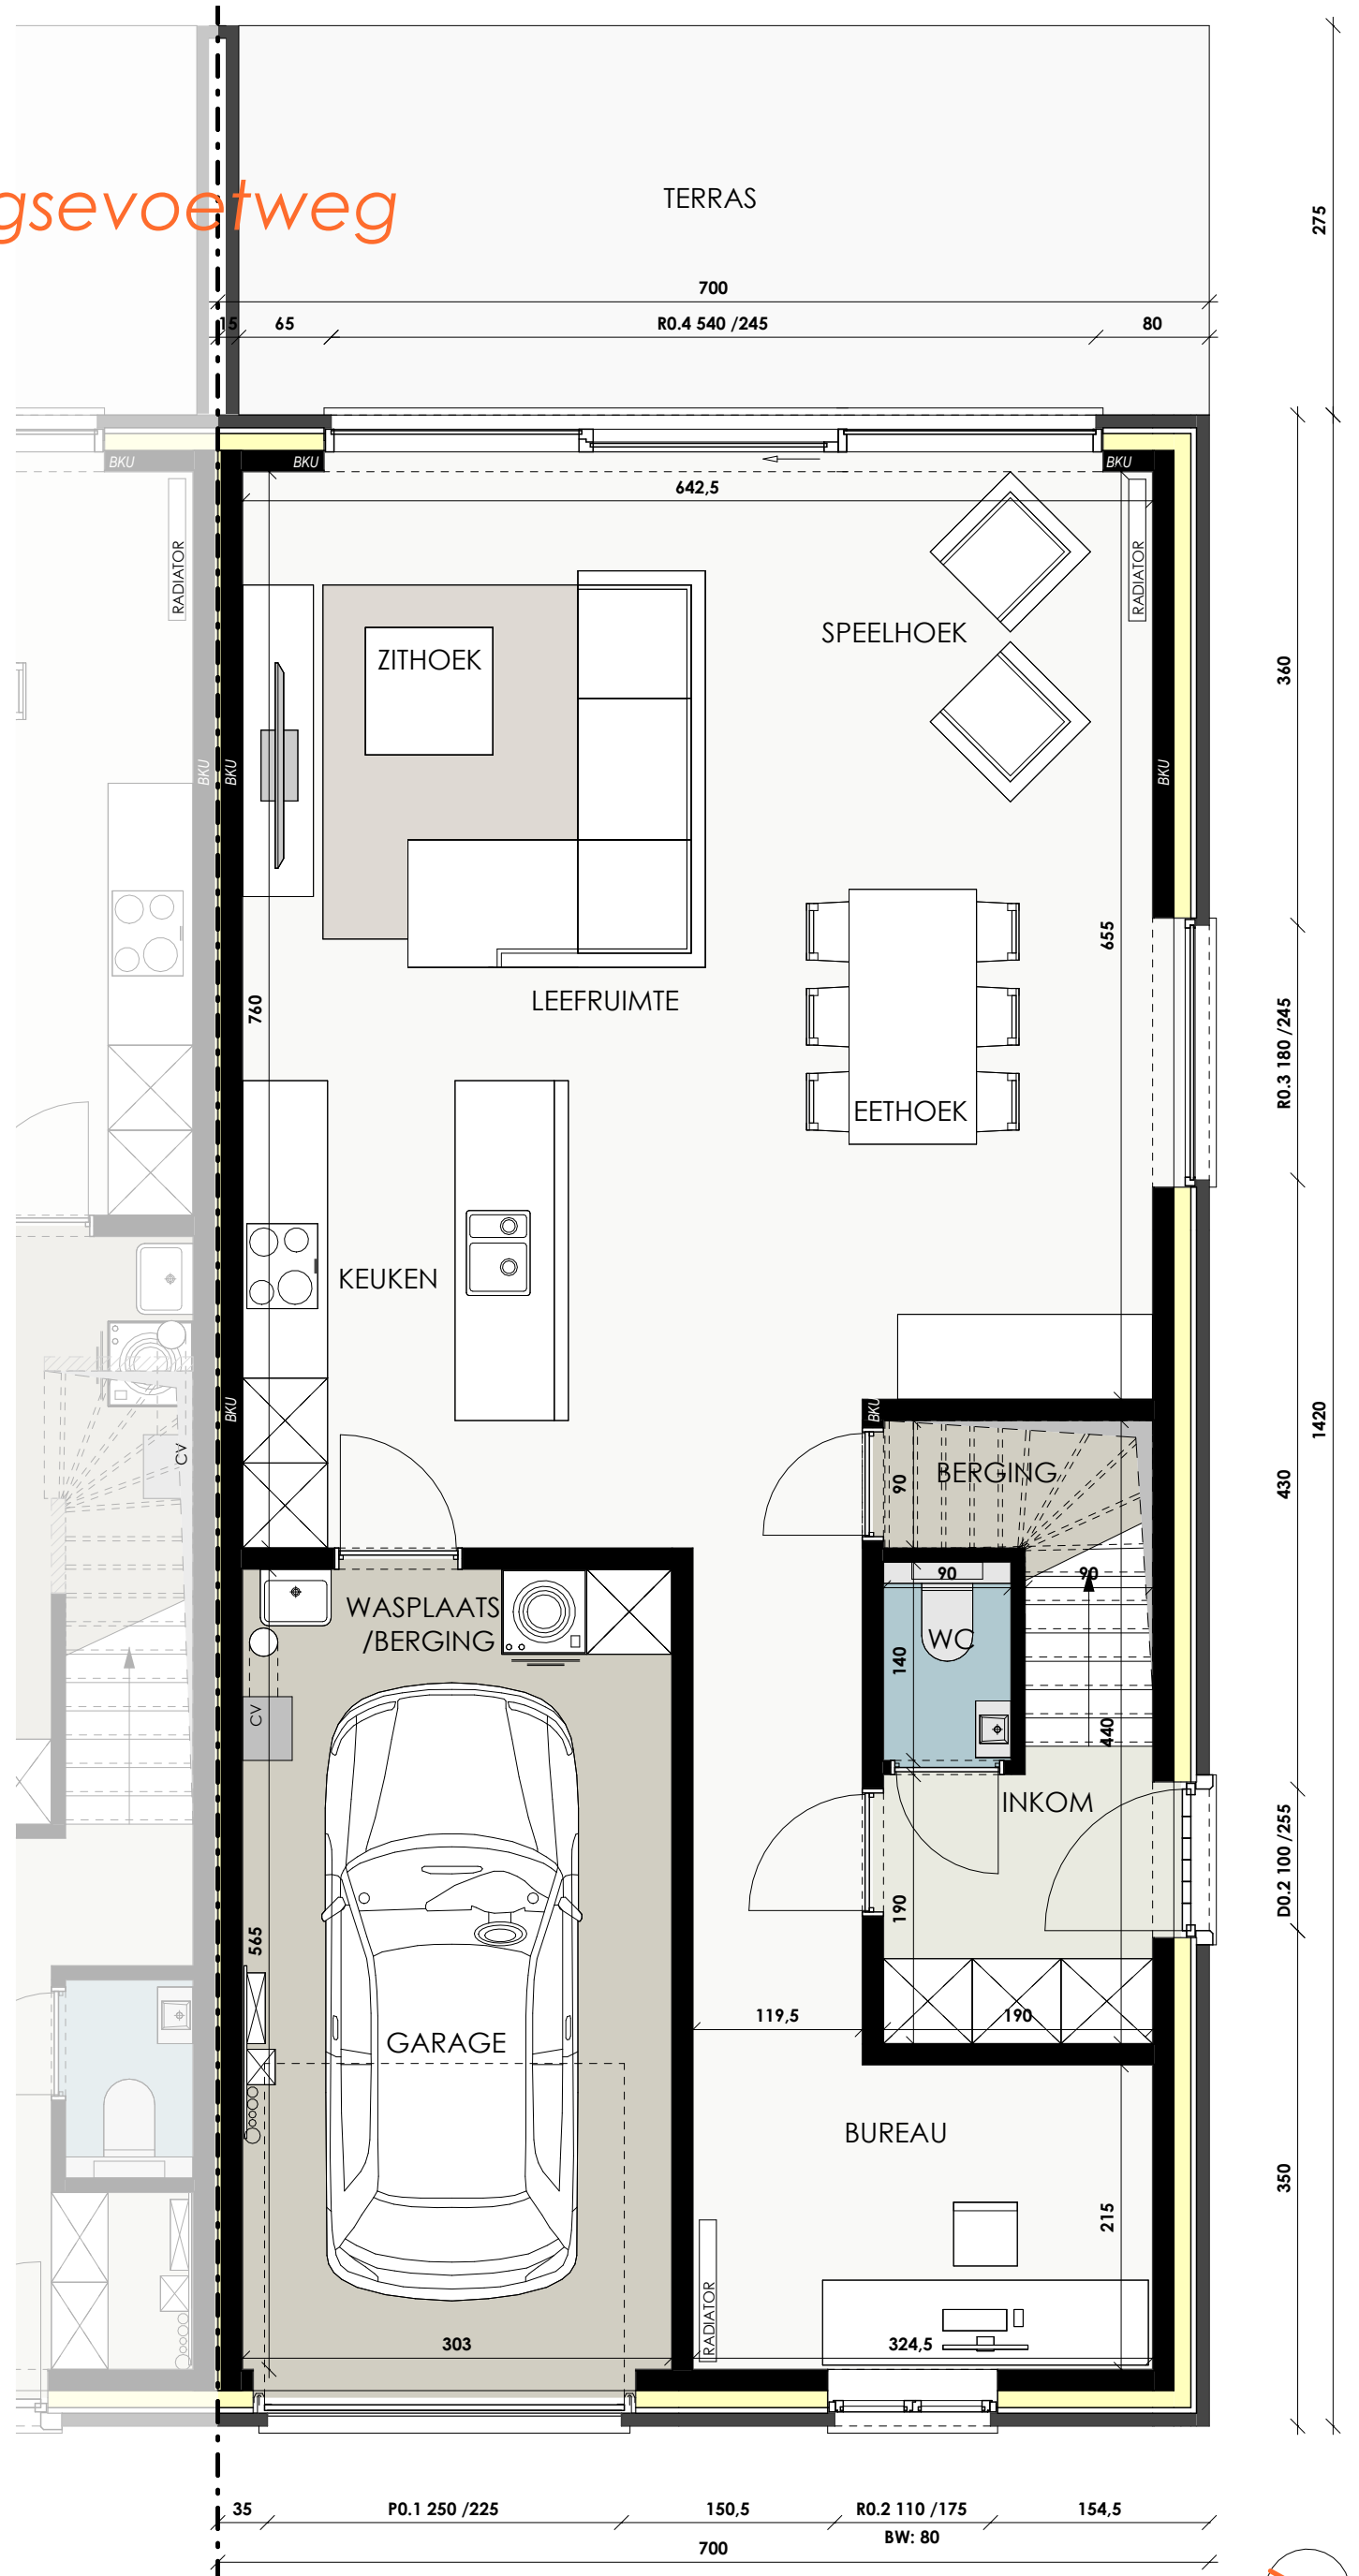 TERRAS
gsevoetweg
275
700
15
65
R0.4 540 /245
80
BKU
BKU
BKU
642,5
RADIATOR
RADIATOR
SPEELHOEK
ZITHOEK
360
BKU
BKU
BKU
655
760
LEEFRUIMTE
R0.3 180 /245
EETHOEK
KEUKEN
BKU
BKU
1420
CV
90
BERGING
430
90
90
WASPLAATS
/BERGING
WC
140
CV
440
INKOM
D0.2 100 /255
190
565
119,5
190
GARAGE
BUREAU
350
215
RADIATOR
303
324,5
35
P0.1 250 /225
150,5
R0.2 110 /175
154,5
BW: 80
700